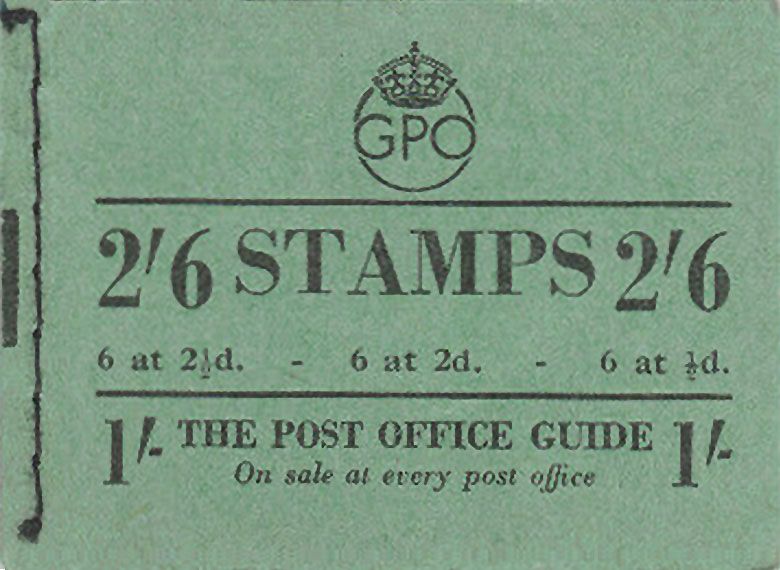 GPO
2/6 STAMPS 2/6
6 at 2½d. - 6 at 2d. - 6 at ½d.
1/- THE POST OFFICE GUIDE 1/-
On sale at every post office